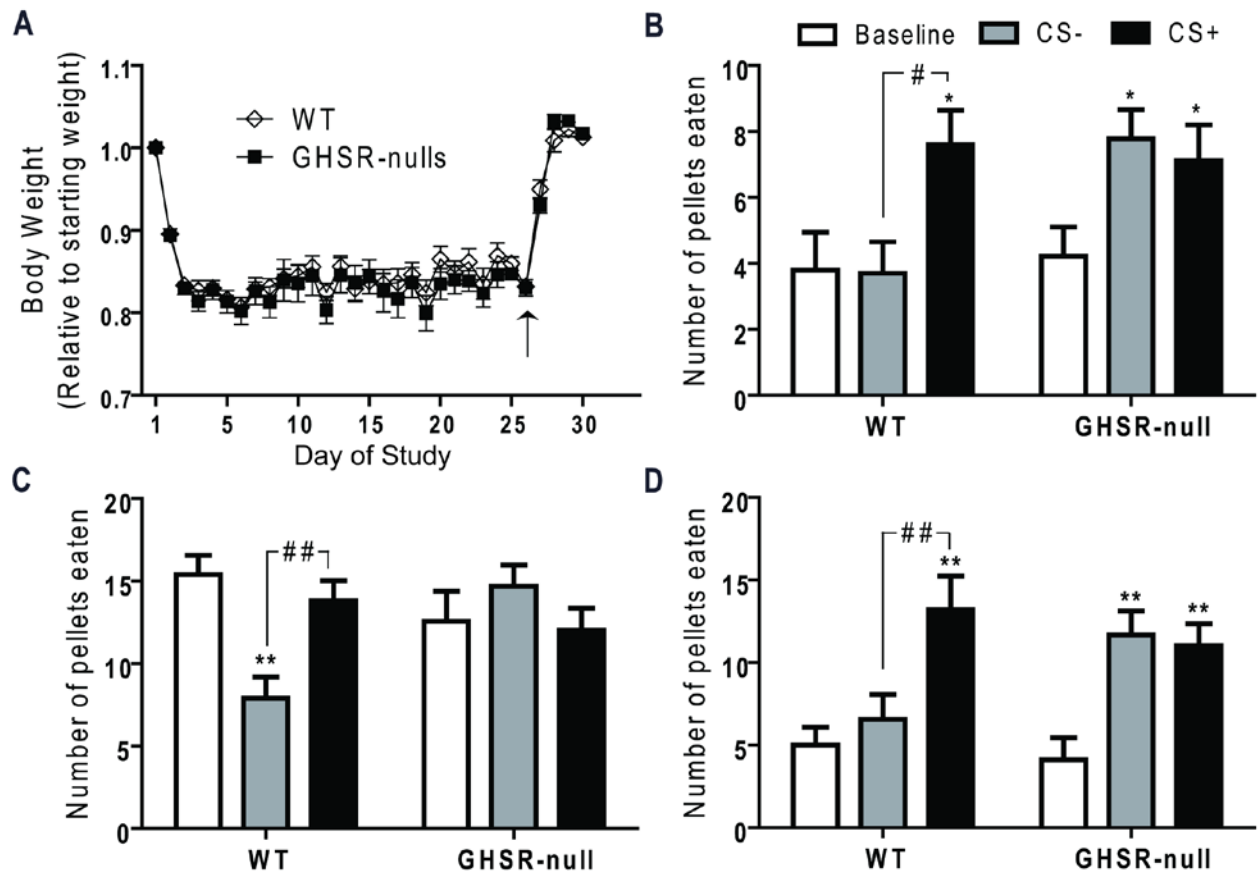 A
Body Weight
(Relative to starting weight)
1.1
1.0
0.9
0.8
0.7
WT
GHSR-nulls
1 5 10 15 20 25 30
Day of Study
B
Baseline CS- CS+
Number of pellets eaten
10
8
6
4
2
0
#
* * *
WT GHSR-null
C
Number of pellets eaten
20
15
10
5
0
##
**
WT GHSR-null
D
Number of pellets eaten
20
15
10
5
0
##
** ** **
WT GHSR-null